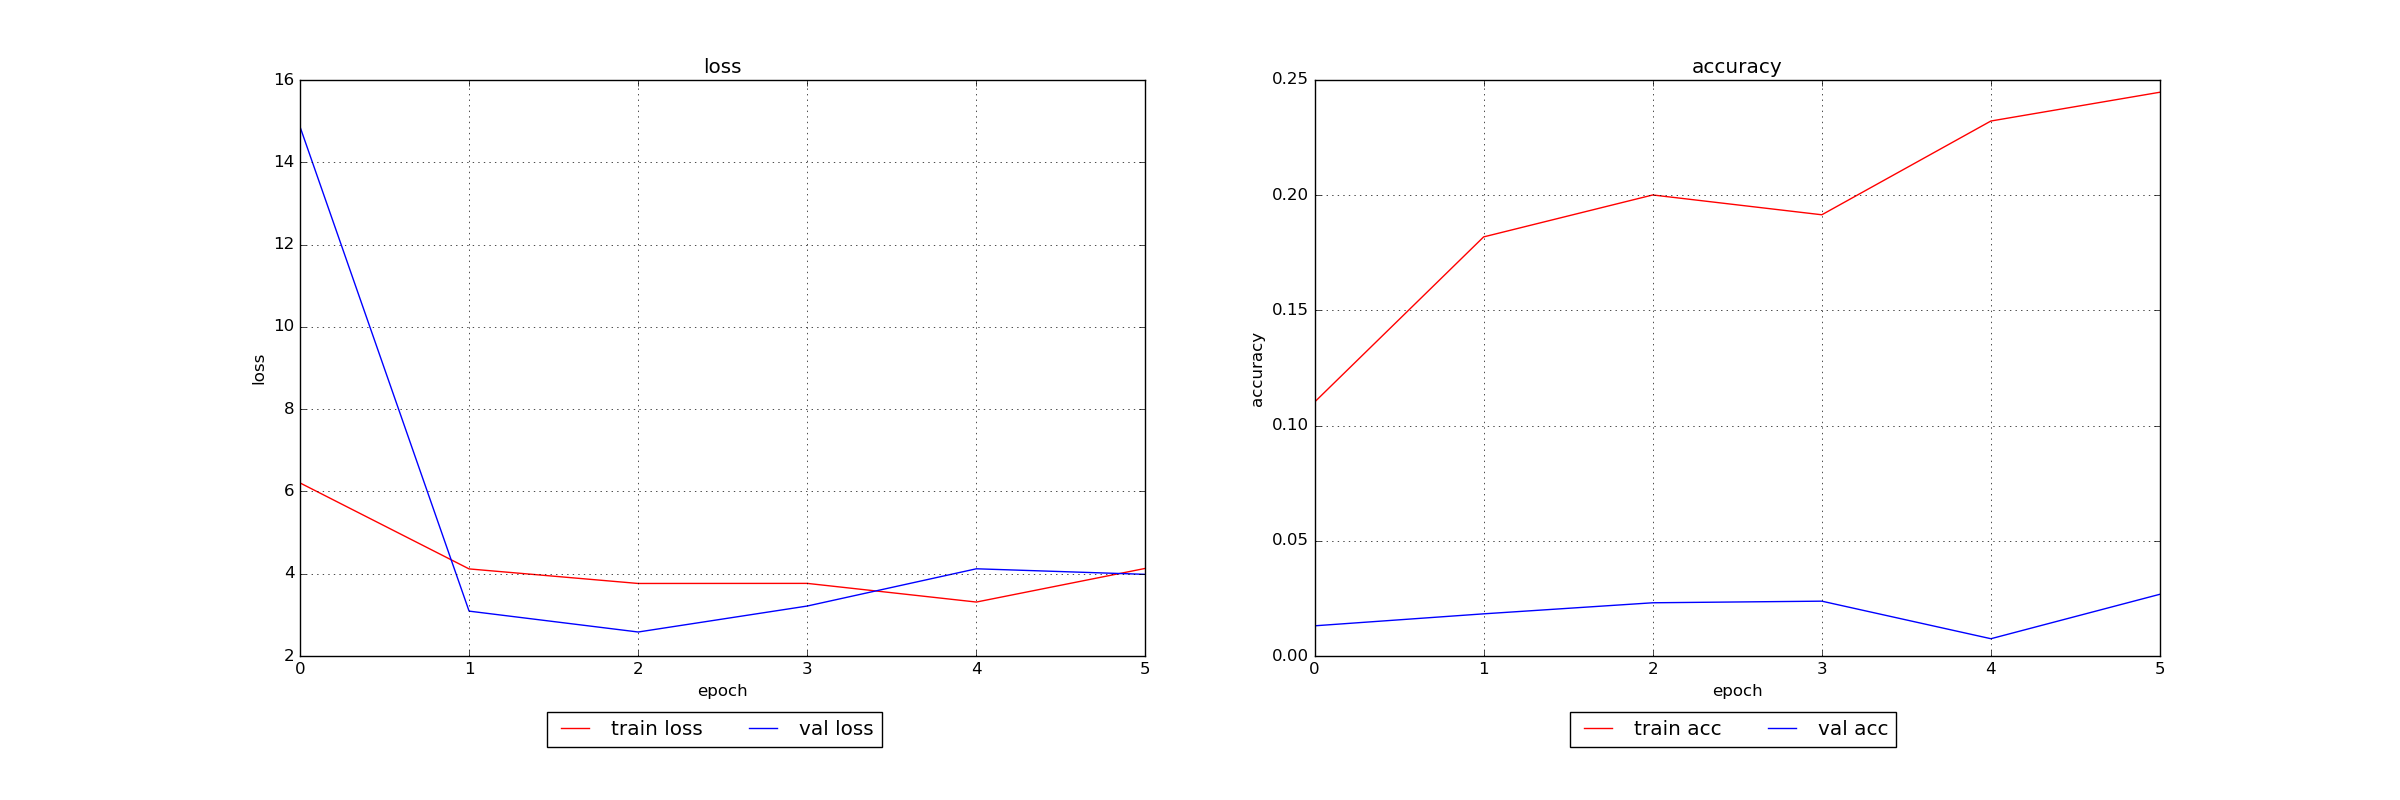 loss
16
14
12
10
8
6
4
2
loss
0 1 2 3 4 5
epoch
train loss val loss
accuracy
0.25
0.20
0.15
0.10
0.05
0.00
accuracy
0 1 2 3 4 5
epoch
train acc val acc